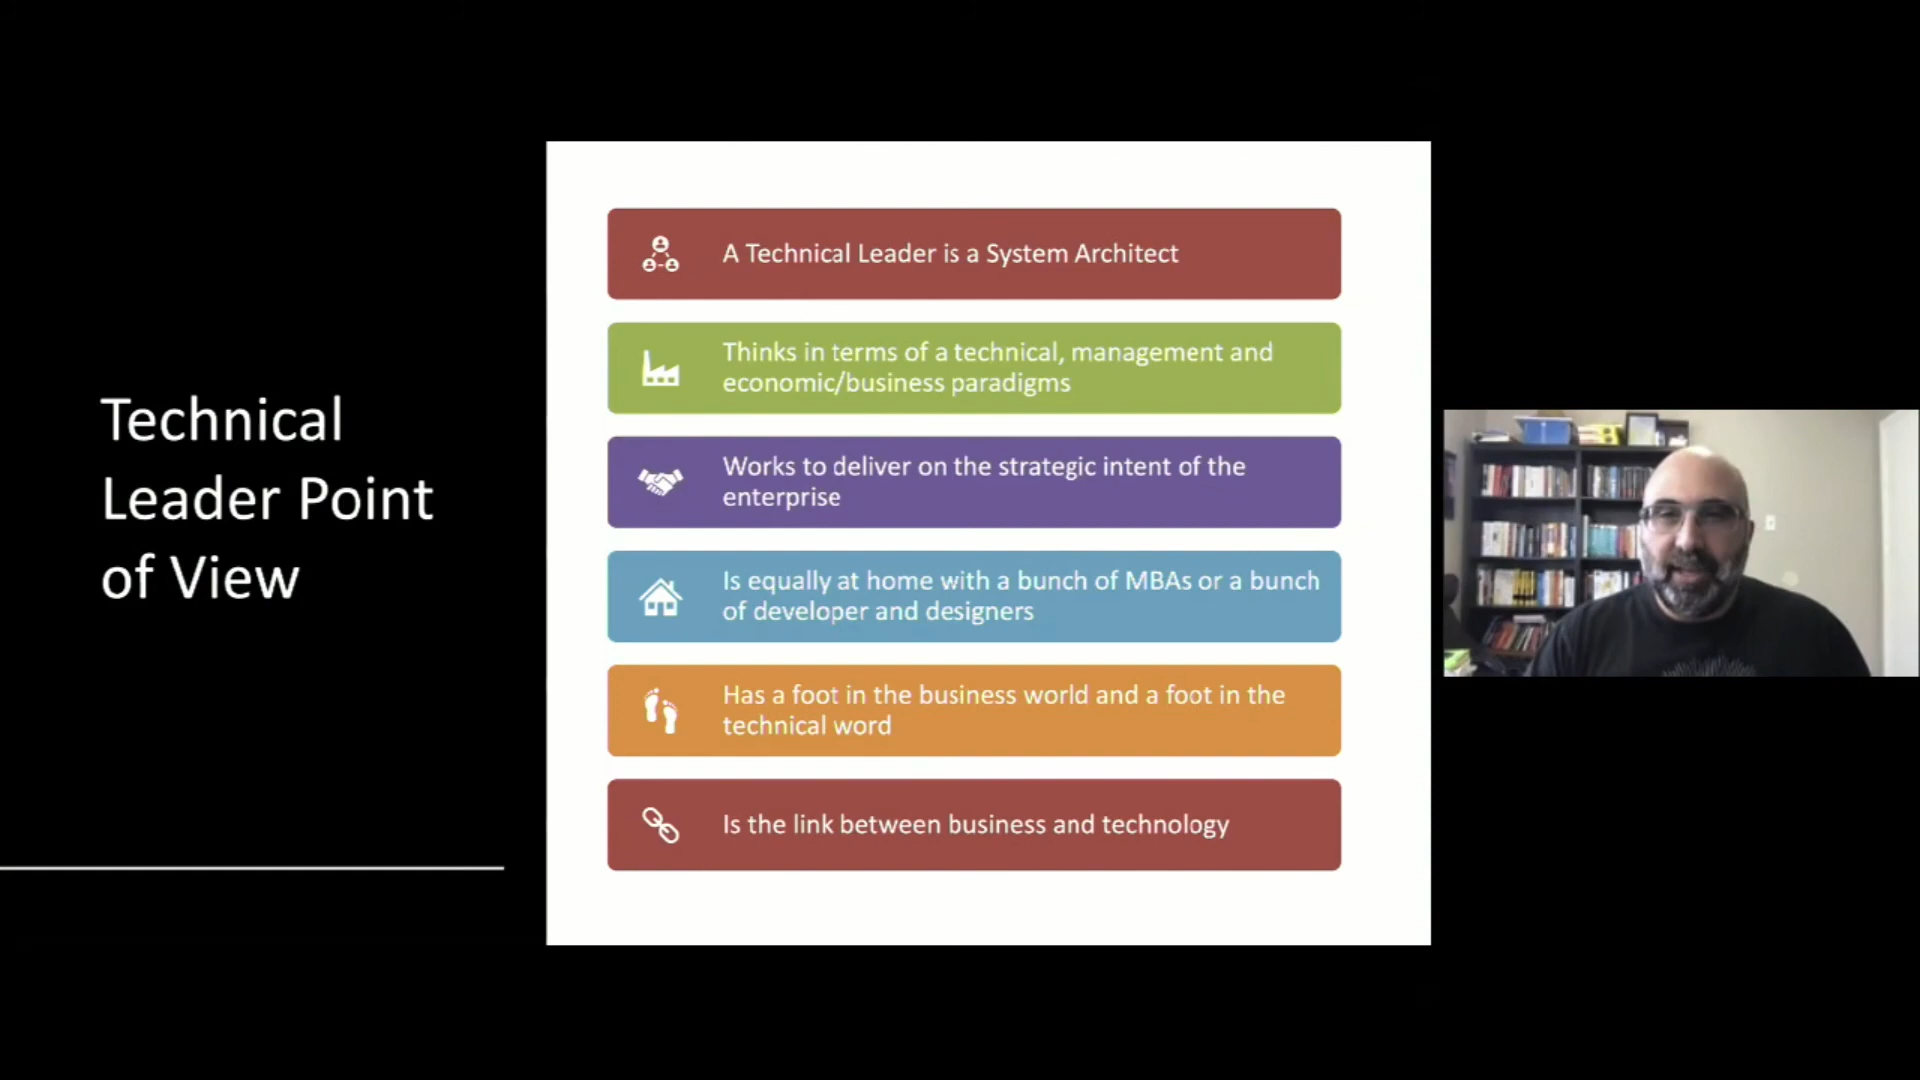 Technical
Leader Point
of View
A Technical Leader is a System Architect
Thinks in terms of a technical, management and
economic/business paradigms
Works to deliver on the strategic intent of the
enterprise
Is equally at home with a bunch of MBAs or a bunch
of developer and designers
Has a foot in the business world and a foot in the
technical word
Is the link between business and technology